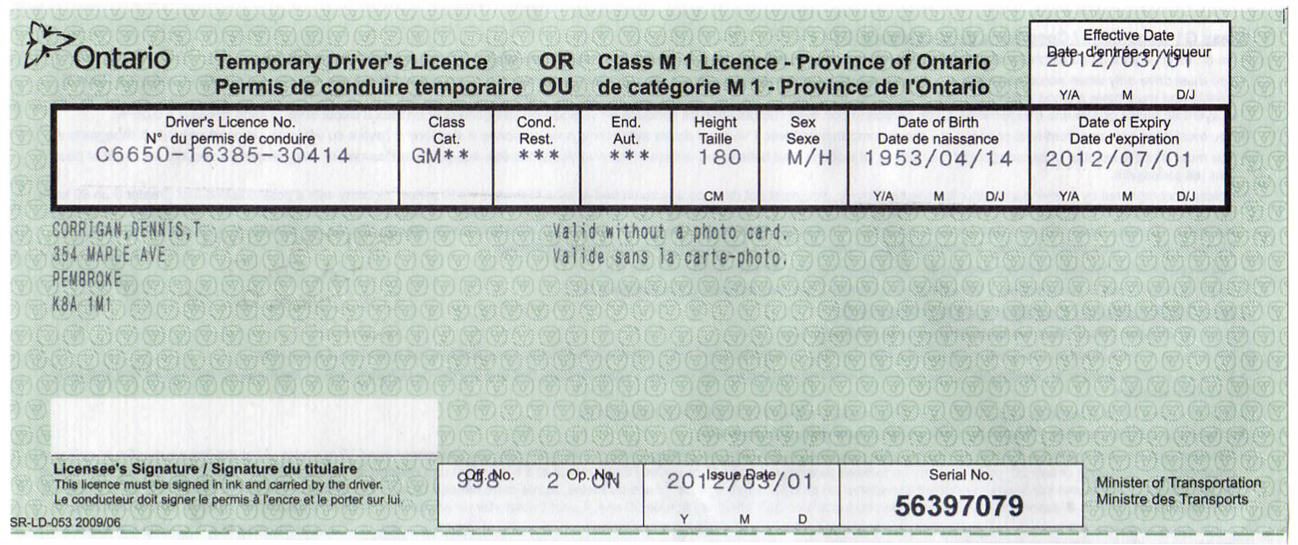 Ontario
Temporary Driver's Licence OR Class M 1 Licence - Province of Ontario
Permis de conduire temporaire OU de catégorie M 1 - Province de l'Ontario
Effective Date
Date d'entrée en vigueur
2012/03/01
Y/A M D/J
Driver's Licence No. Class Cond. End. Height Sex Date of Birth Date of Expiry
N° du permis de conduire Cat. Rest. Aut. Taille Sexe Date de naissance Date d'expiration
C6650-16385-30414 GM** *** *** 180 M/H 1953/04/14 2012/07/01
CM Y/A M D/J Y/A M D/J
CORRIGAN,DENNIS,T Valid without a photo card.
354 MAPLE AVE Valide sans la carte-photo.
PEMBROKE
K8A 1M1
Licensee's Signature / Signature du titulaire
This licence must be signed in ink and carried by the driver.
Le conducteur doit signer le permis à l'encre et le porter sur lui.
SR-LD-053 2009/06
Off. No. Op. No. Issue Date Serial No.
2 ON 2012/03/01 56397079
Y M D
Minister of Transportation
Ministre des Transports